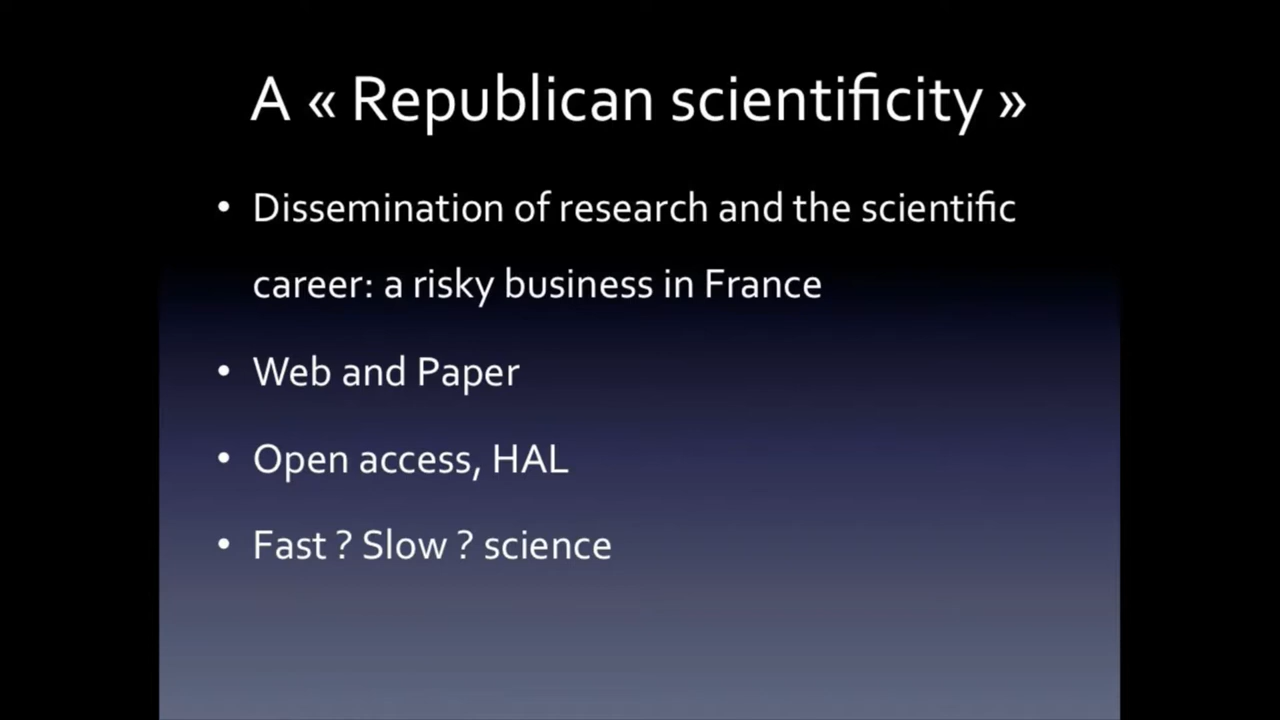 A « Republican scientificity »
• Dissemination of research and the scientific
career: a risky business in France
• Web and Paper
• Open access, HAL
• Fast ? Slow ? science